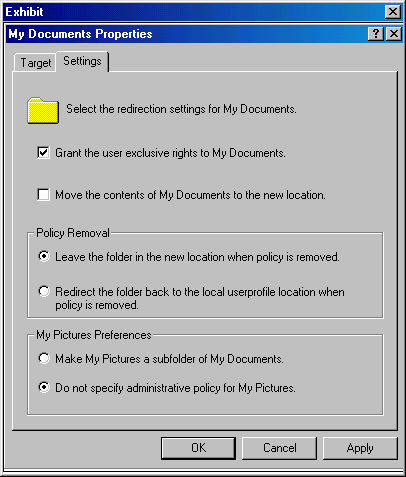 Exhibit
My Documents Properties
Target Settings
Select the redirection settings for My Documents.
Grant the user exclusive rights to My Documents.
Move the contents of My Documents to the new location.
Policy Removal
Leave the folder in the new location when policy is removed.
Redirect the folder back to the local userprofile location when
policy is removed.
My Pictures Preferences
Make My Pictures a subfolder of My Documents.
Do not specify administrative policy for My Pictures.
OK Cancel Apply